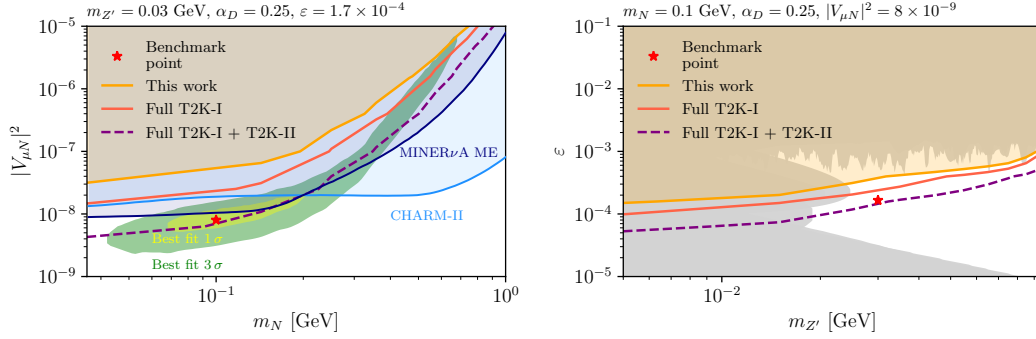 m_{Z'} = 0.03 GeV, α_D = 0.25, ε = 1.7 × 10^{-4}
10^{-5}
10^{-6}
10^{-7}
10^{-8}
10^{-9}
|V_{μN}|^2
Benchmark
point
This work
Full T2K-I
Full T2K-I + T2K-II
MINERνA ME
CHARM-II
Best fit 1 σ
Best fit 3 σ
10^{-1}
10^0
m_N [GeV]
m_N = 0.1 GeV, α_D = 0.25, |V_{μN}|^2 = 8 × 10^{-9}
10^{-1}
10^{-2}
10^{-3}
10^{-4}
10^{-5}
ε
Benchmark
point
This work
Full T2K-I
Full T2K-I + T2K-II
10^{-2}
m_{Z'} [GeV]